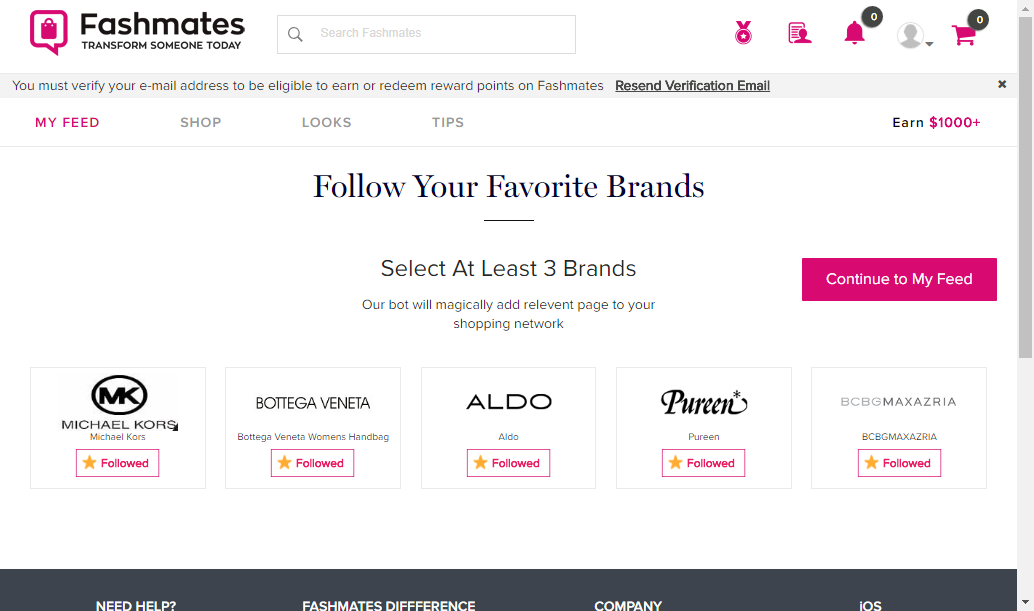 Fashmates
TRANSFORM SOMEONE TODAY
Search Fashmates
0
0
You must verify your e-mail address to be eligible to earn or redeem reward points on Fashmates Resend Verification Email ✖
MY FEED SHOP LOOKS TIPS Earn $1000+
Follow Your Favorite Brands
Select At Least 3 Brands
Continue to My Feed
Our bot will magically add relevent page to your
shopping network
MK
MICHAEL KORS
Michael Kors
Followed
BOTTEGA VENETA
Bottega Veneta Womens Handbag
Followed
ALDO
Aldo
Followed
Pureen
Pureen
Followed
BCBGMAXAZRIA
BCBGMAXAZRIA
Followed
NEED HELP? FASHMATES DIFFFERENCE COMPANY iOS